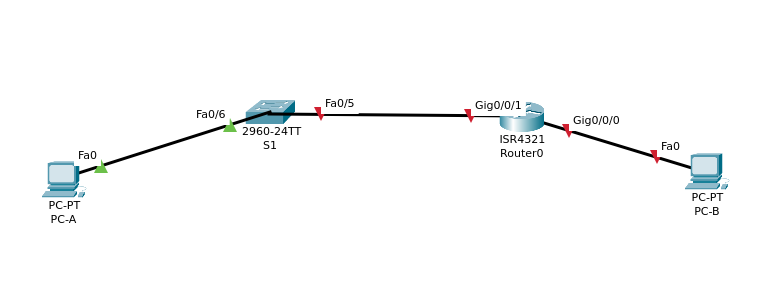 Fa0/5
Gig0/0/1
Fa0/6
Gig0/0/0
2960-24TT
S1
ISR4321
Router0
Fa0
Fa0
PC-PT
PC-A
PC-PT
PC-B